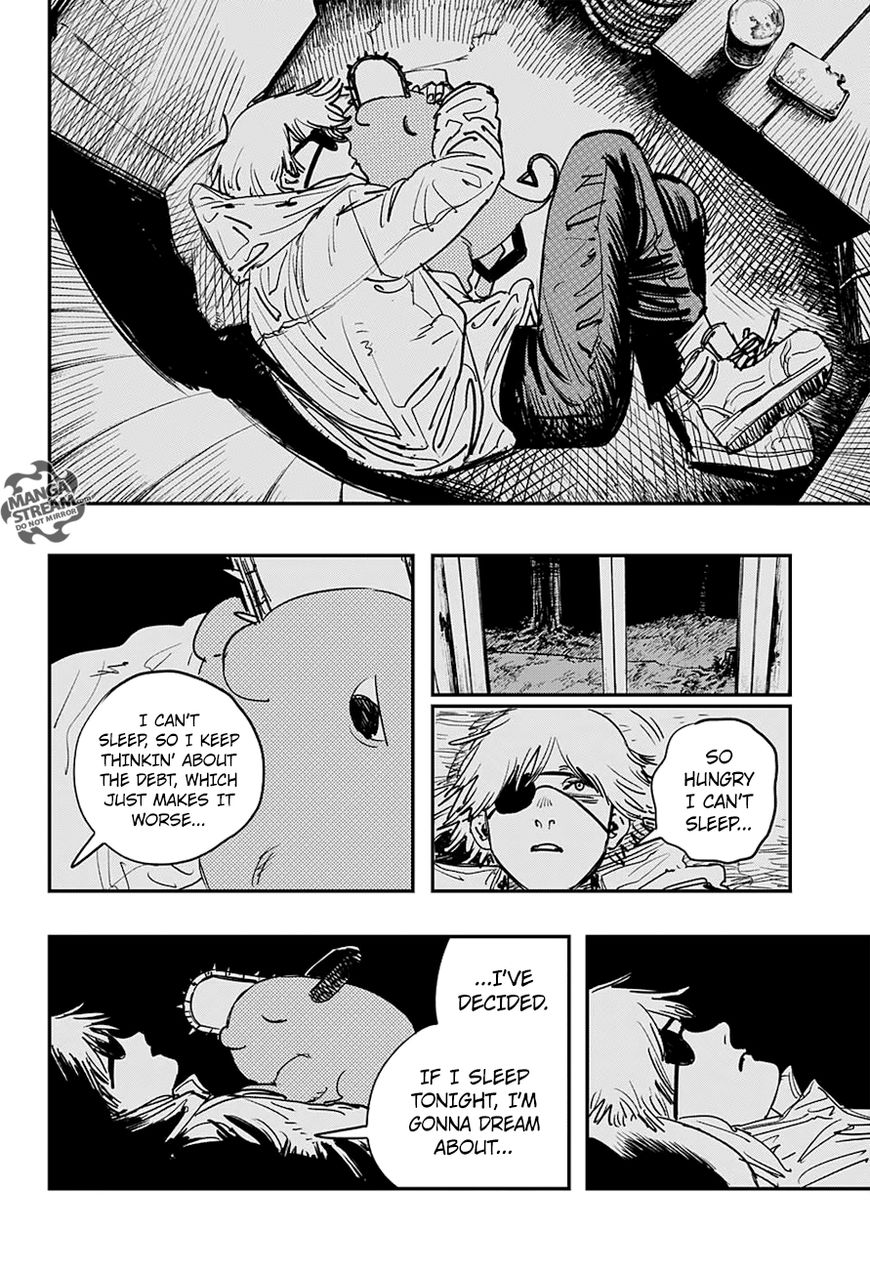 MANGA
STREAM.com
DO NOT MIRROR
SO
HUNGRY
I CAN'T
SLEEP...
I CAN'T
SLEEP, SO I KEEP
THINKIN' ABOUT
THE DEBT, WHICH
JUST MAKES IT
WORSE...
...I'VE
DECIDED.
IF I SLEEP
TONIGHT, I'M
GONNA DREAM
ABOUT...